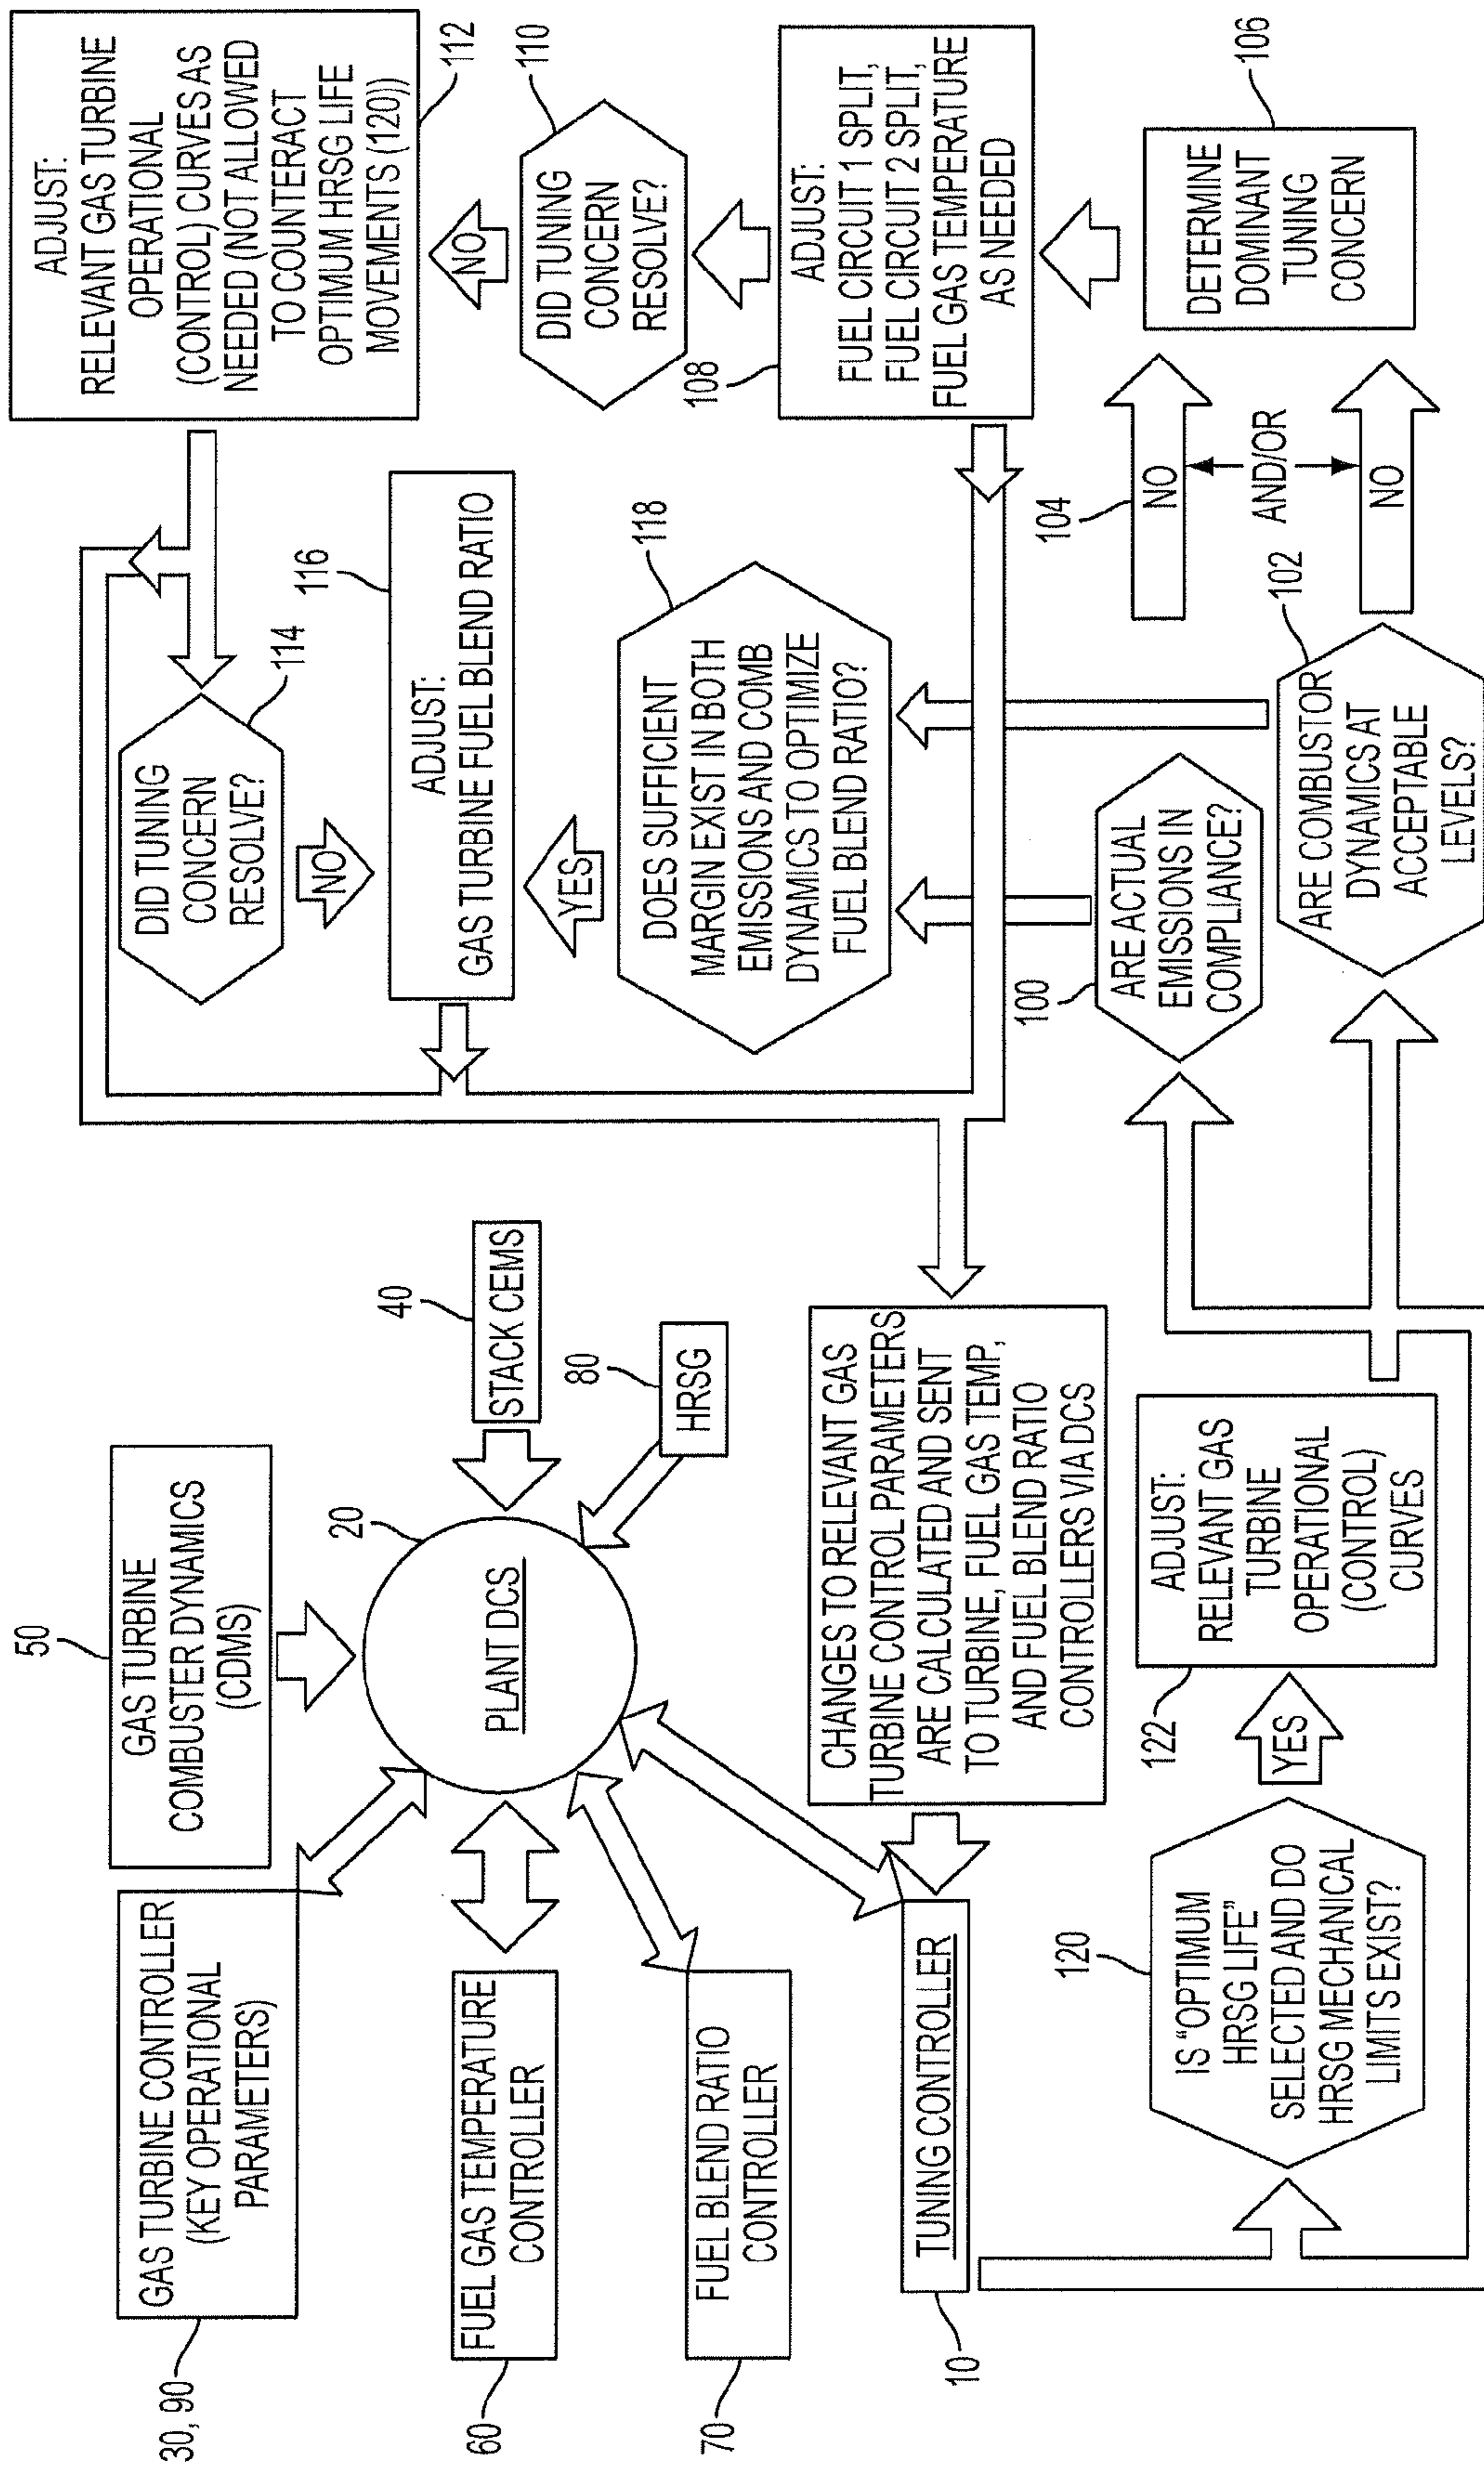 30, 90
GAS TURBINE CONTROLLER
(KEY OPERATIONAL
PARAMETERS)
50
GAS TURBINE
COMBUSTER DYNAMICS
(CDMS)
60
FUEL GAS TEMPERATURE
CONTROLLER
20
PLANT DCS
40
STACK CEMS
80
HRSG
70
FUEL BLEND RATIO
CONTROLLER
10
TUNING CONTROLLER
CHANGES TO RELEVANT GAS
TURBINE CONTROL PARAMETERS
ARE CALCULATED AND SENT
TO TURBINE, FUEL GAS TEMP,
AND FUEL BLEND RATIO
CONTROLLERS VIA DCS
120
IS "OPTIMUM
HRSG LIFE"
SELECTED AND DO
HRSG MECHANICAL
LIMITS EXIST?
YES
122
ADJUST:
RELEVANT GAS
TURBINE
OPERATIONAL
(CONTROL)
CURVES
114
DID TUNING
CONCERN
RESOLVE?
NO
116
ADJUST:
GAS TURBINE FUEL BLEND RATIO
YES
118
DOES SUFFICIENT
MARGIN EXIST IN BOTH
EMISSIONS AND COMB
DYNAMICS TO OPTIMIZE
FUEL BLEND RATIO?
100
ARE ACTUAL
EMISSIONS IN
COMPLIANCE?
102
ARE COMBUSTOR
DYNAMICS AT
ACCEPTABLE
LEVELS?
104
NO
AND/OR
NO
112
ADJUST:
RELEVANT GAS TURBINE
OPERATIONAL
(CONTROL) CURVES AS
NEEDED (NOT ALLOWED
TO COUNTERACT
OPTIMUM HRSG LIFE
MOVEMENTS (120))
NO
110
DID TUNING
CONCERN
RESOLVE?
108
ADJUST:
FUEL CIRCUIT 1 SPLIT,
FUEL CIRCUIT 2 SPLIT,
FUEL GAS TEMPERATURE
AS NEEDED
106
DETERMINE
DOMINANT
TUNING
CONCERN